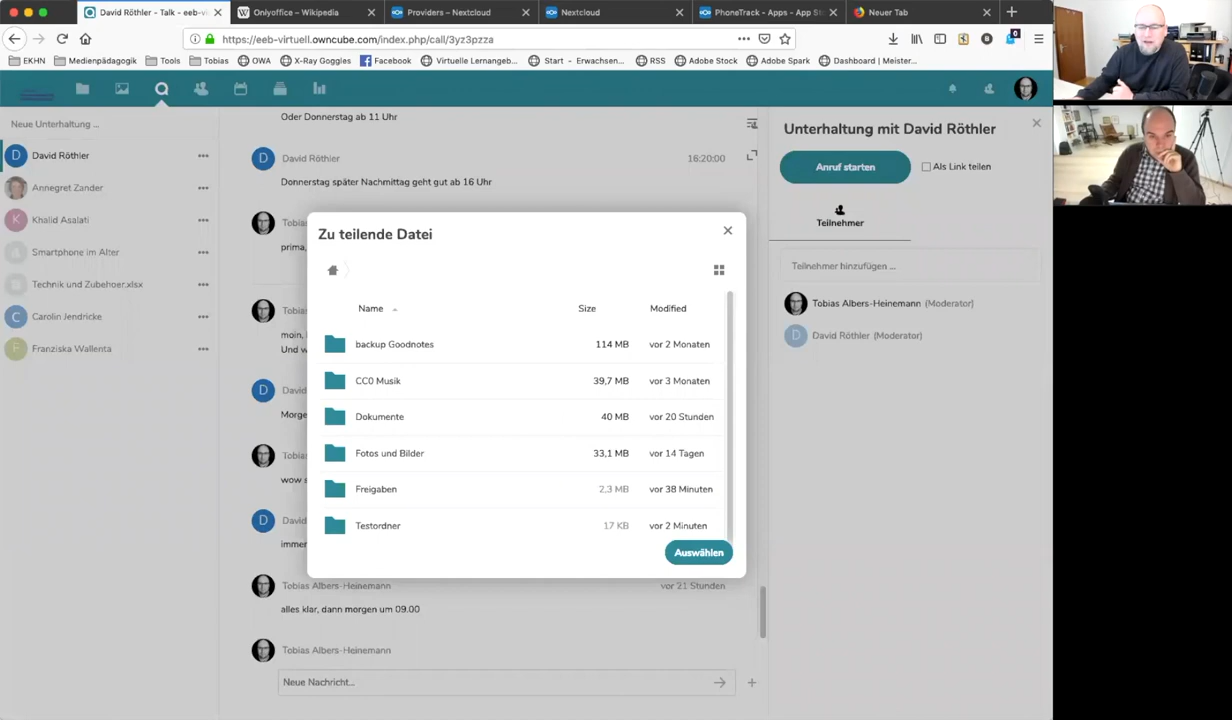 David Röthler - Talk - eeb-vi
Onlyoffice – Wikipedia
Providers – Nextcloud
Nextcloud
PhoneTrack - Apps - App St
Neuer Tab
https://eeb-virtuell.owncube.com/index.php/call/3yz3pzza
0
EKHN
Medienpädagogik
Tools
Tobias
OWA
X-Ray Goggles
Facebook
Virtuelle Lernangeb...
Start - Erwachsen...
RSS
Adobe Stock
Adobe Spark
Dashboard | Meister...
Neue Unterhaltung ...
D David Röthler
Annegret Zander
K Khalid Asalati
Smartphone im Alter
Technik und Zubehoer.xlsx
C Carolin Jendricke
F Franziska Wallenta
Oder Donnerstag ab 11 Uhr
D David Röthler 16:20:00
Donnerstag später Nachmittag geht gut ab 16 Uhr
Tobia
prima,
Tobia
moin,
Und w
D David
Morge
Tobia
wow s
D David
immer
Tobias Albers-Heinemann vor 21 Stunden
alles klar, dann morgen um 09.00
Tobias Albers-Heinemann
Neue Nachricht...
Zu teilende Datei
Name Size Modified
backup Goodnotes 114 MB vor 2 Monaten
CC0 Musik 39,7 MB vor 3 Monaten
Dokumente 40 MB vor 20 Stunden
Fotos und Bilder 33,1 MB vor 14 Tagen
Freigaben 2,3 MB vor 38 Minuten
Testordner 17 KB vor 2 Minuten
Auswählen
Unterhaltung mit David Röthler
Anruf starten
Als Link teilen
Teilnehmer
Teilnehmer hinzufügen ...
Tobias Albers-Heinemann (Moderator)
D David Röthler (Moderator)